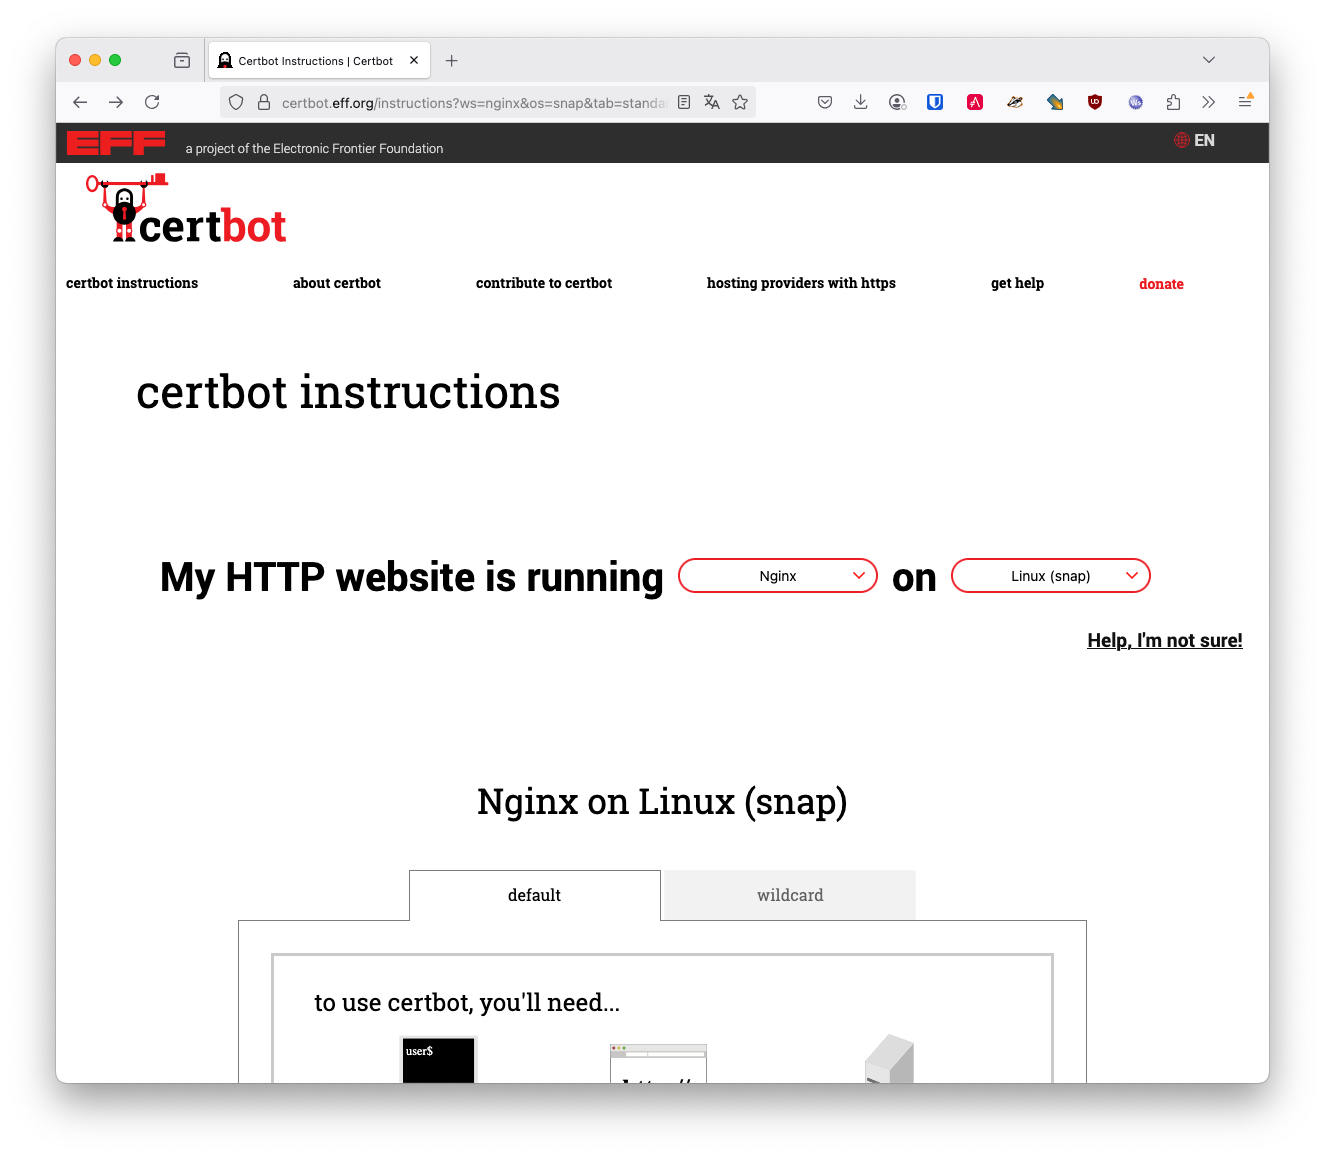 Certbot Instructions | Certbot
certbot.eff.org/instructions?ws=nginx&os=snap&tab=standa
EFF
a project of the Electronic Frontier Foundation
EN
certbot
certbot instructions
about certbot
contribute to certbot
hosting providers with https
get help
donate
certbot instructions
My HTTP website is running Nginx on Linux (snap)
Help, I'm not sure!
Nginx on Linux (snap)
default
wildcard
to use certbot, you'll need...
user$